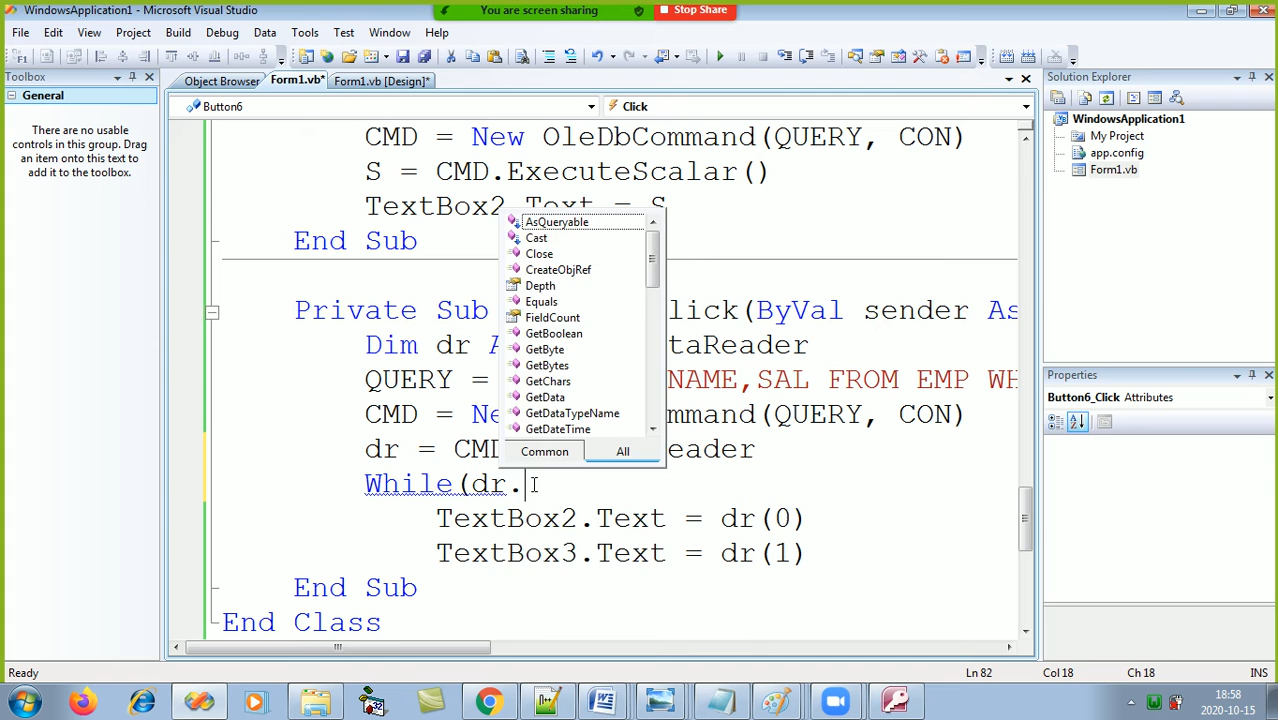 WindowsApplication1 - Microsoft Visual Studio
You are screen sharing
Stop Share
File Edit View Project Build Debug Data Tools Test Window Help
Toolbox
General
There are no usable
controls in this group. Drag
an item onto this text to
add it to the toolbox.
Object Browser Form1.vb* Form1.vb [Design]*
Button6 Click
CMD = New OleDbCommand(QUERY, CON)
S = CMD.ExecuteScalar()
TextBox2.Text = S
End Sub
Private Sub lick(ByVal sender As
Dim dr A taReader
QUERY = NAME,SAL FROM EMP WH
CMD = Ne ommand(QUERY, CON)
dr = CMD eader
While(dr.
TextBox2.Text = dr(0)
TextBox3.Text = dr(1)
End Sub
End Class
AsQueryable
Cast
Close
CreateObjRef
Depth
Equals
FieldCount
GetBoolean
GetByte
GetBytes
GetChars
GetData
GetDataTypeName
GetDateTime
Common All
Solution Explorer
WindowsApplication1
My Project
app.config
Form1.vb
Properties
Button6_Click Attributes
Ready
Ln 82 Col 18 Ch 18 INS
18:58
2020-10-15